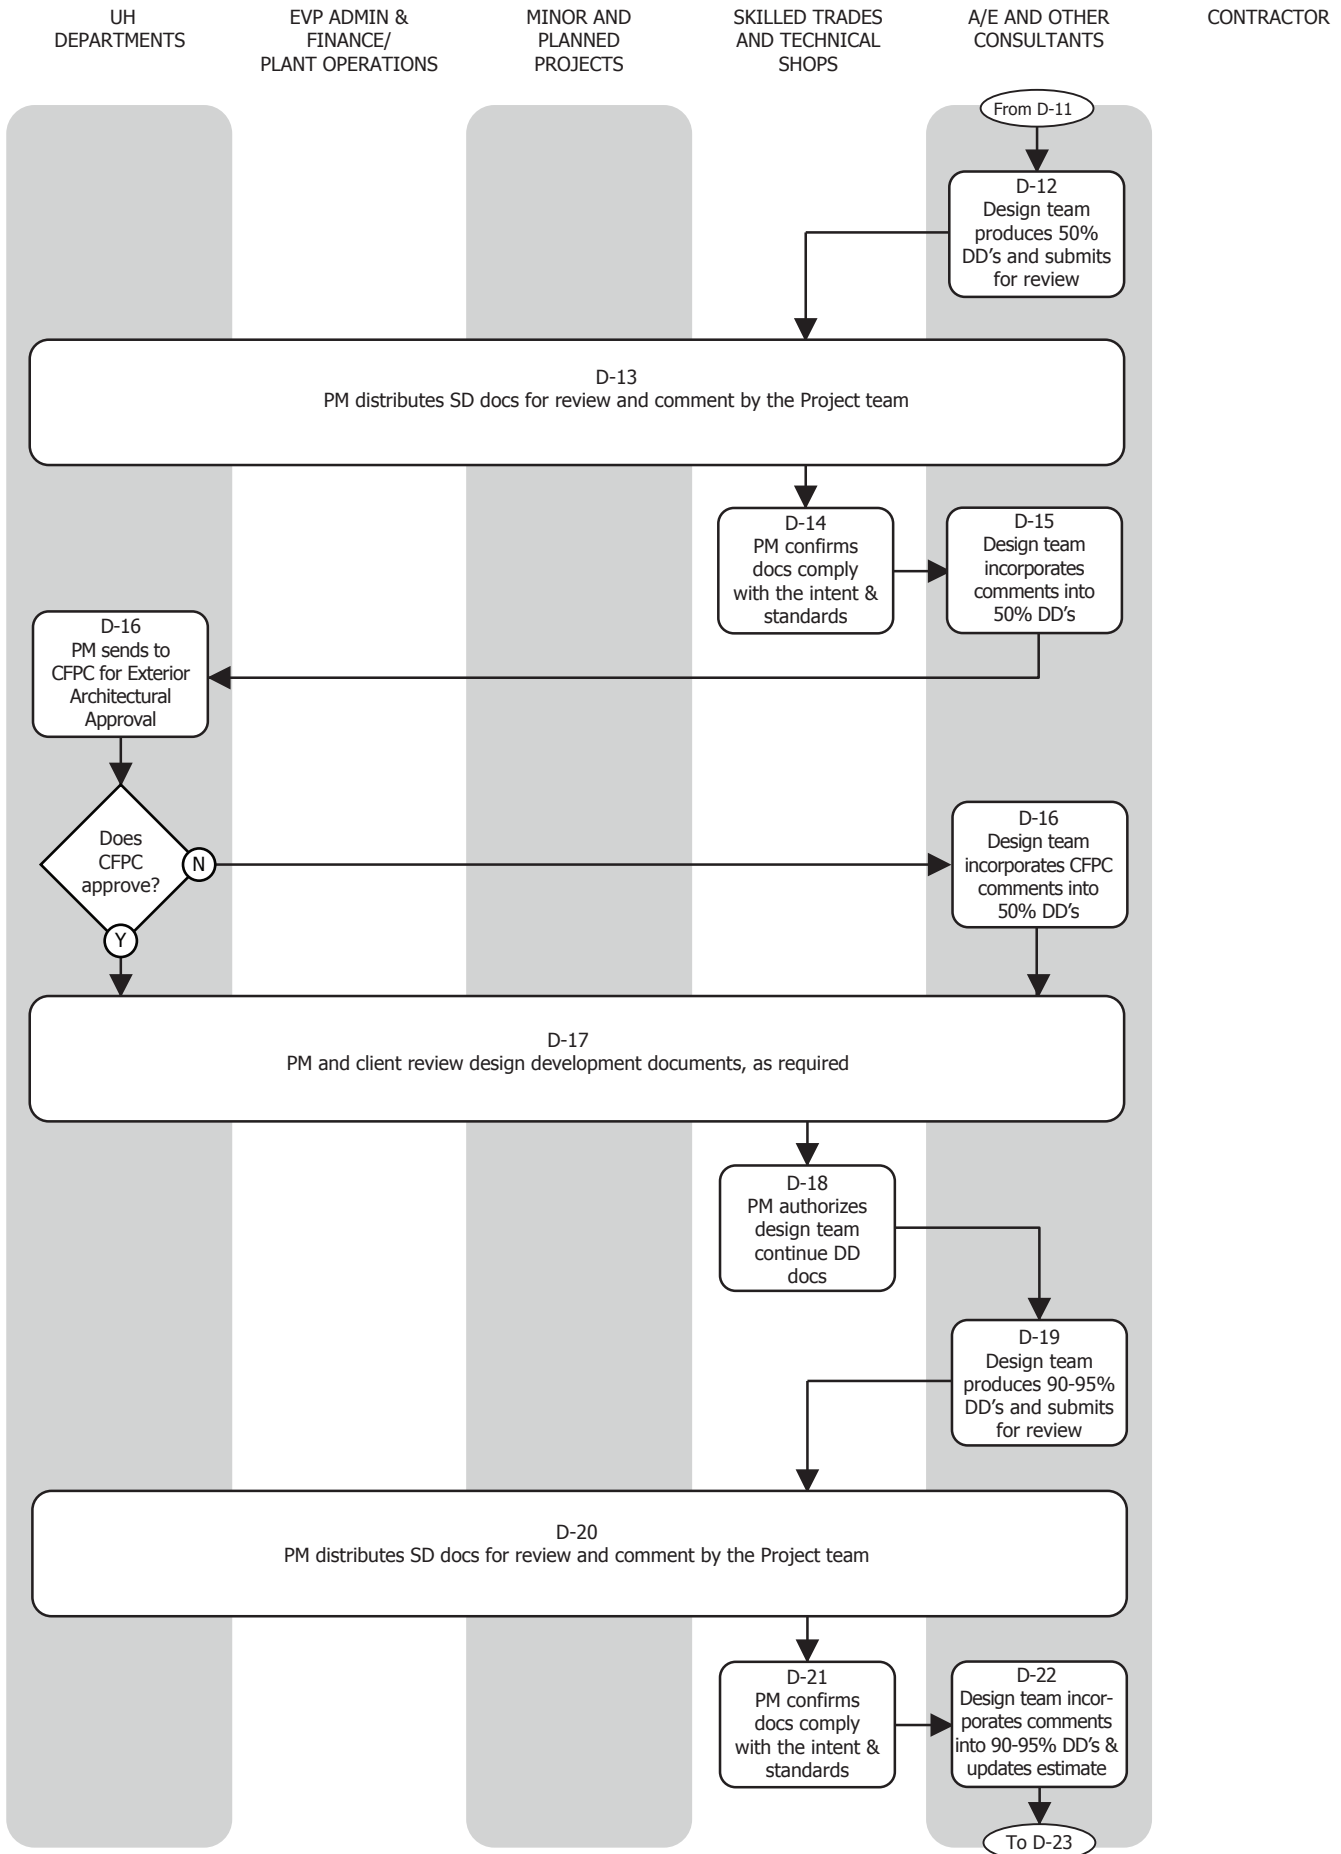 UH
DEPARTMENTS
EVP ADMIN &
FINANCE/
PLANT OPERATIONS
MINOR AND
PLANNED
PROJECTS
SKILLED TRADES
AND TECHNICAL
SHOPS
A/E AND OTHER
CONSULTANTS
CONTRACTOR
From D-11
D-12
Design team
produces 50%
DD’s and submits
for review
D-13
PM distributes SD docs for review and comment by the Project team
D-14
PM confirms
docs comply
with the intent &
standards
D-15
Design team
incorporates
comments into
50% DD’s
D-16
PM sends to
CFPC for Exterior
Architectural
Approval
Does
CFPC
approve?
N
Y
D-16
Design team
incorporates CFPC
comments into
50% DD’s
D-17
PM and client review design development documents, as required
D-18
PM authorizes
design team
continue DD
docs
D-19
Design team
produces 90-95%
DD’s and submits
for review
D-20
PM distributes SD docs for review and comment by the Project team
D-21
PM confirms
docs comply
with the intent &
standards
D-22
Design team incor-
porates comments
into 90-95% DD’s &
updates estimate
To D-23